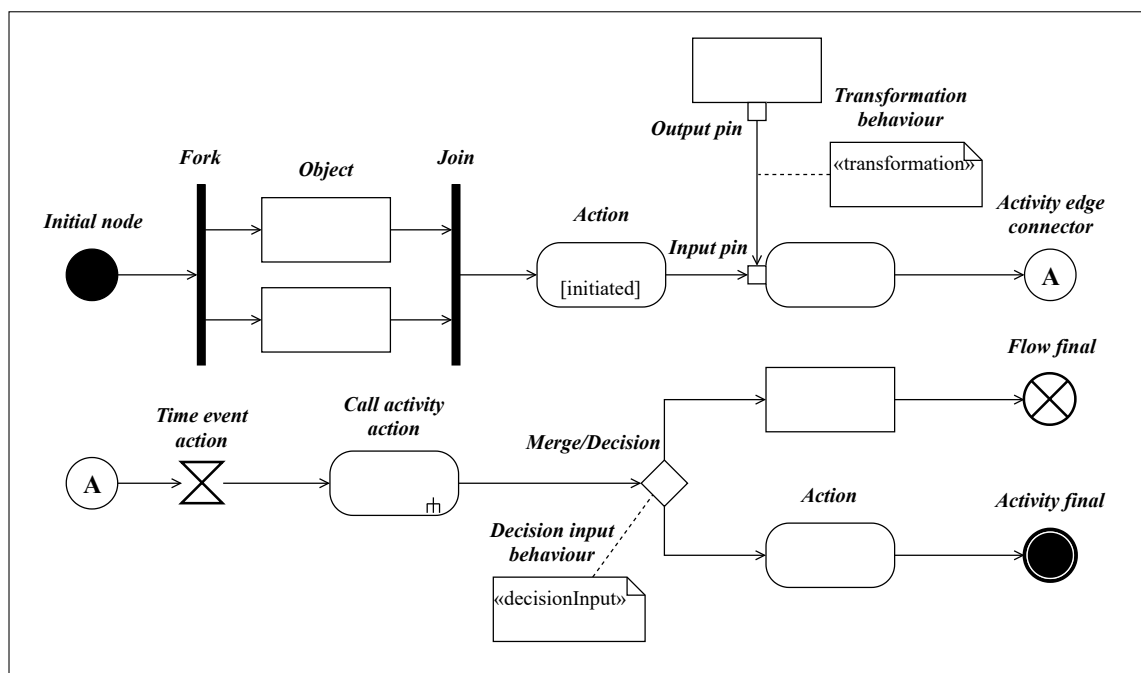 Transformation
behaviour
Output pin
«transformation»
Fork
Object
Join
Initial node
Action
Input pin
Activity edge
connector
[initiated]
A
Flow final
Time event
action
Call activity
action
Merge/Decision
A
Action
Activity final
Decision input
behaviour
«decisionInput»